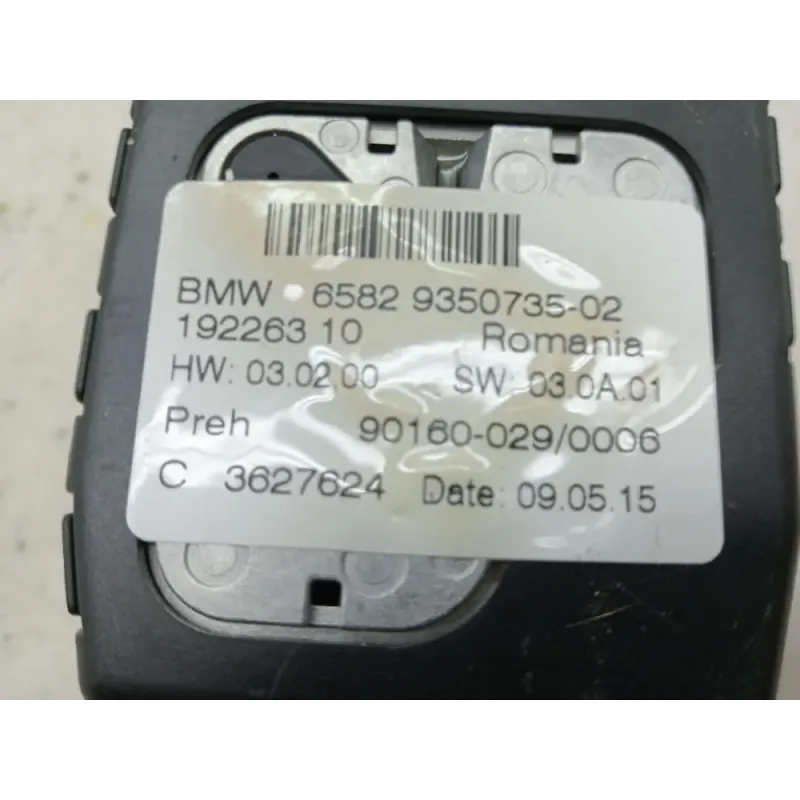 BMW 6582 9350735-02
192263 10 Romania
HW: 03.02.00 SW: 03.0A.01
Preh 90160-029/0006
C 3627624 Date: 09.05.15